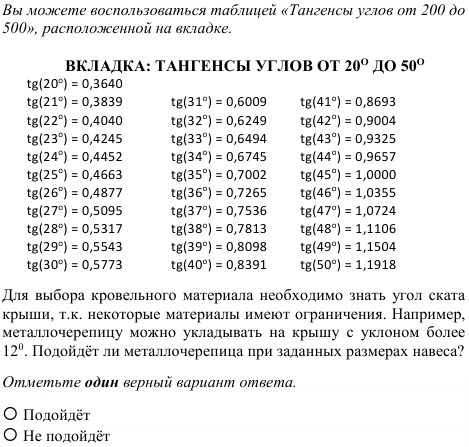 Вы можете воспользоваться таблицей «Тангенсы углов от 200 до
500», расположенной на вкладке.
ВКЛАДКА: ТАНГЕНСЫ УГЛОВ ОТ 20⁰ ДО 50⁰
tg(20°) = 0,3640
tg(21°) = 0,3839 tg(31°) = 0,6009 tg(41°) = 0,8693
tg(22°) = 0,4040 tg(32°) = 0,6249 tg(42°) = 0,9004
tg(23°) = 0,4245 tg(33°) = 0,6494 tg(43°) = 0,9325
tg(24°) = 0,4452 tg(34°) = 0,6745 tg(44°) = 0,9657
tg(25°) = 0,4663 tg(35°) = 0,7002 tg(45°) = 1,0000
tg(26°) = 0,4877 tg(36°) = 0,7265 tg(46°) = 1,0355
tg(27°) = 0,5095 tg(37°) = 0,7536 tg(47°) = 1,0724
tg(28°) = 0,5317 tg(38°) = 0,7813 tg(48°) = 1,1106
tg(29°) = 0,5543 tg(39°) = 0,8098 tg(49°) = 1,1504
tg(30°) = 0,5773 tg(40°) = 0,8391 tg(50°) = 1,1918
Для выбора кровельного материала необходимо знать угол ската
крыши, т.к. некоторые материалы имеют ограничения. Например,
металлочерепицу можно укладывать на крышу с уклоном более
12⁰. Подойдёт ли металлочерепица при заданных размерах навеса?
Отметьте один верный вариант ответа.
Подойдёт
Не подойдёт